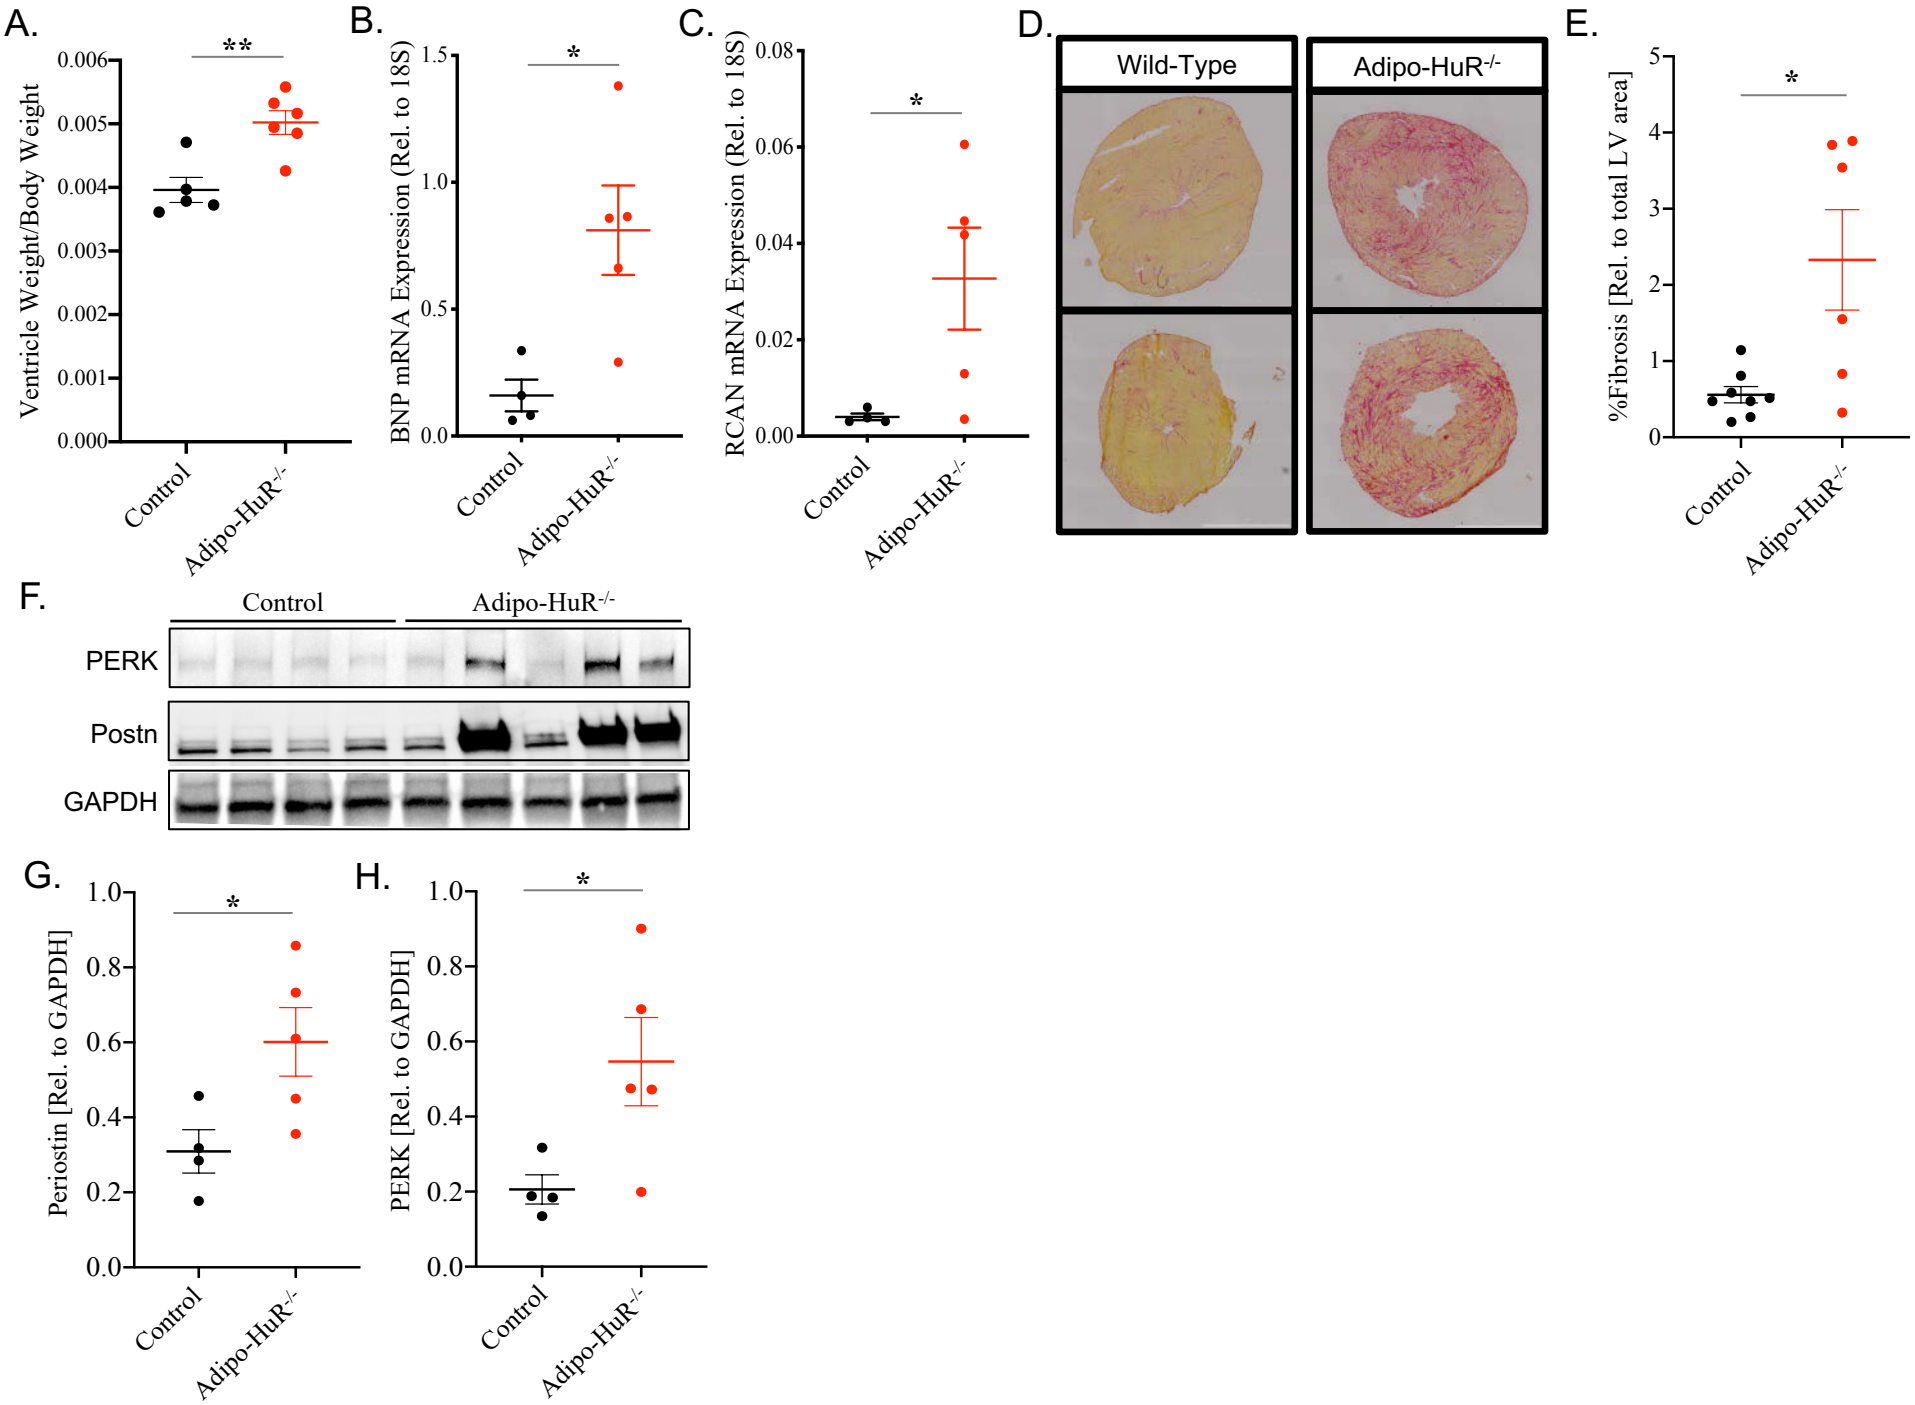 A.
Ventricle Weight/Body Weight
0.006
0.005
0.004
0.003
0.002
0.001
0.000
**
Control
Adipo-HuR-/-
B.
BNP mRNA Expression (Rel. to 18S)
1.5
1.0
0.5
0.0
*
Control
Adipo-HuR-/-
C.
RCAN mRNA Expression (Rel. to 18S)
0.08
0.06
0.04
0.02
0.00
*
Control
Adipo-HuR-/-
D.
Wild-Type
Adipo-HuR-/-
E.
%Fibrosis [Rel. to total LV area]
5
4
3
2
1
0
*
Control
Adipo-HuR-/-
F.
Control
Adipo-HuR-/-
PERK
Postn
GAPDH
G.
Periostin [Rel. to GAPDH]
1.0
0.8
0.6
0.4
0.2
0.0
*
Control
Adipo-HuR-/-
H.
PERK [Rel. to GAPDH]
1.0
0.8
0.6
0.4
0.2
0.0
*
Control
Adipo-HuR-/-